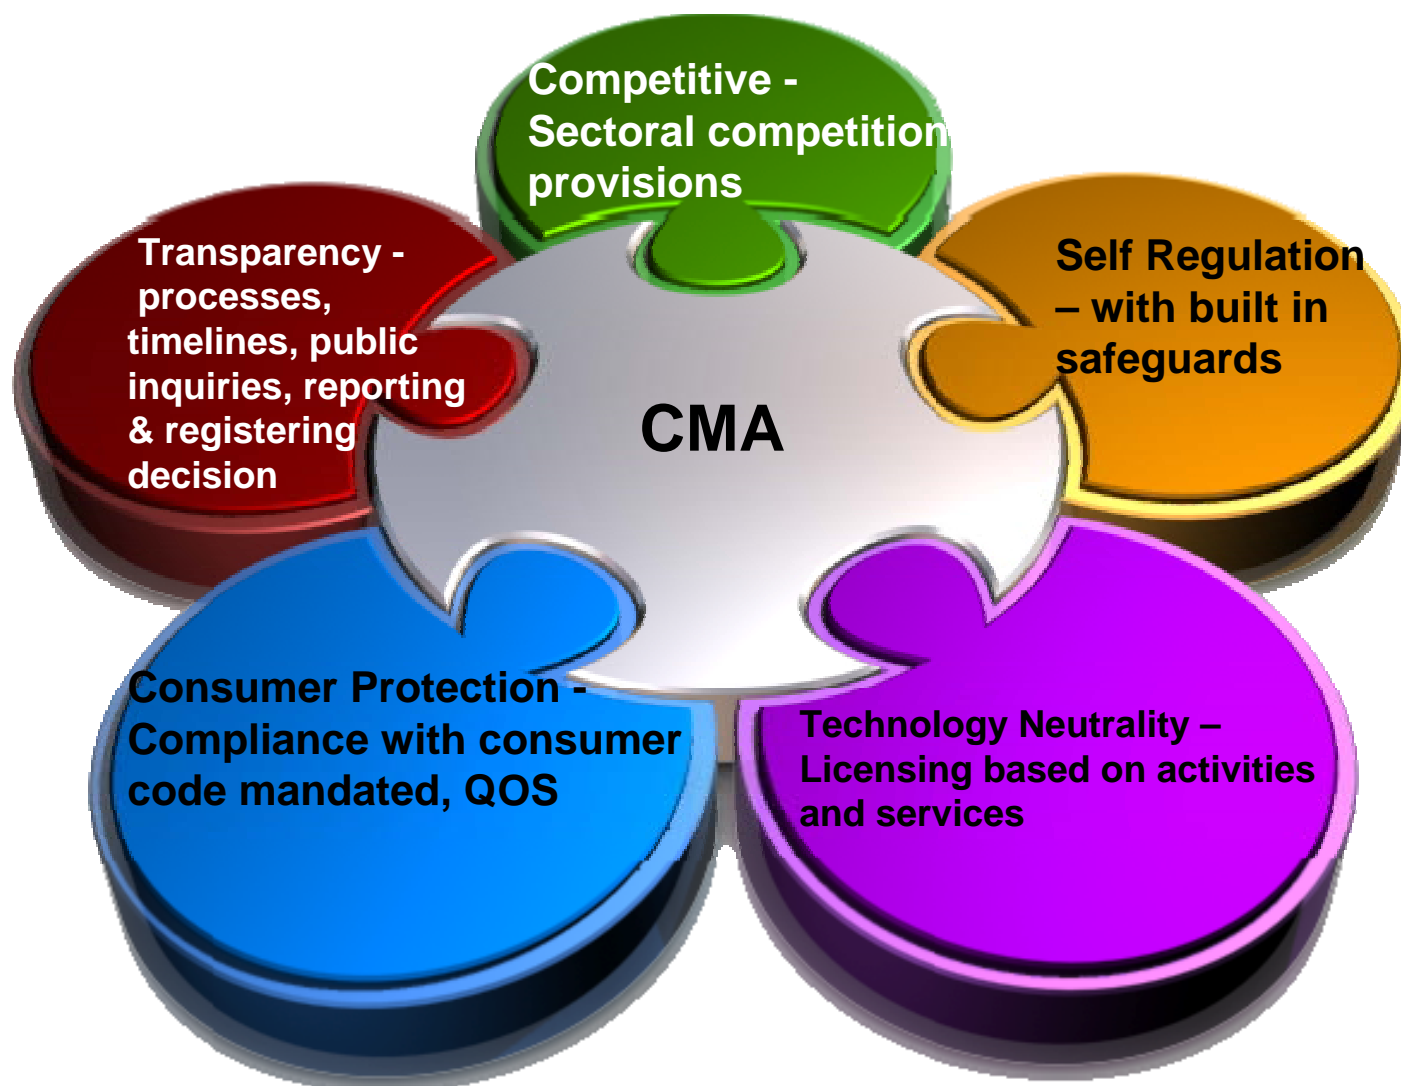 Competitive -
Sectoral competition
provisions
Transparency -
processes,
timelines, public
inquiries, reporting
& registering
decision
Self Regulation
– with built in
safeguards
CMA
Consumer Protection -
Compliance with consumer
code mandated, QOS
Technology Neutrality –
Licensing based on activities
and services